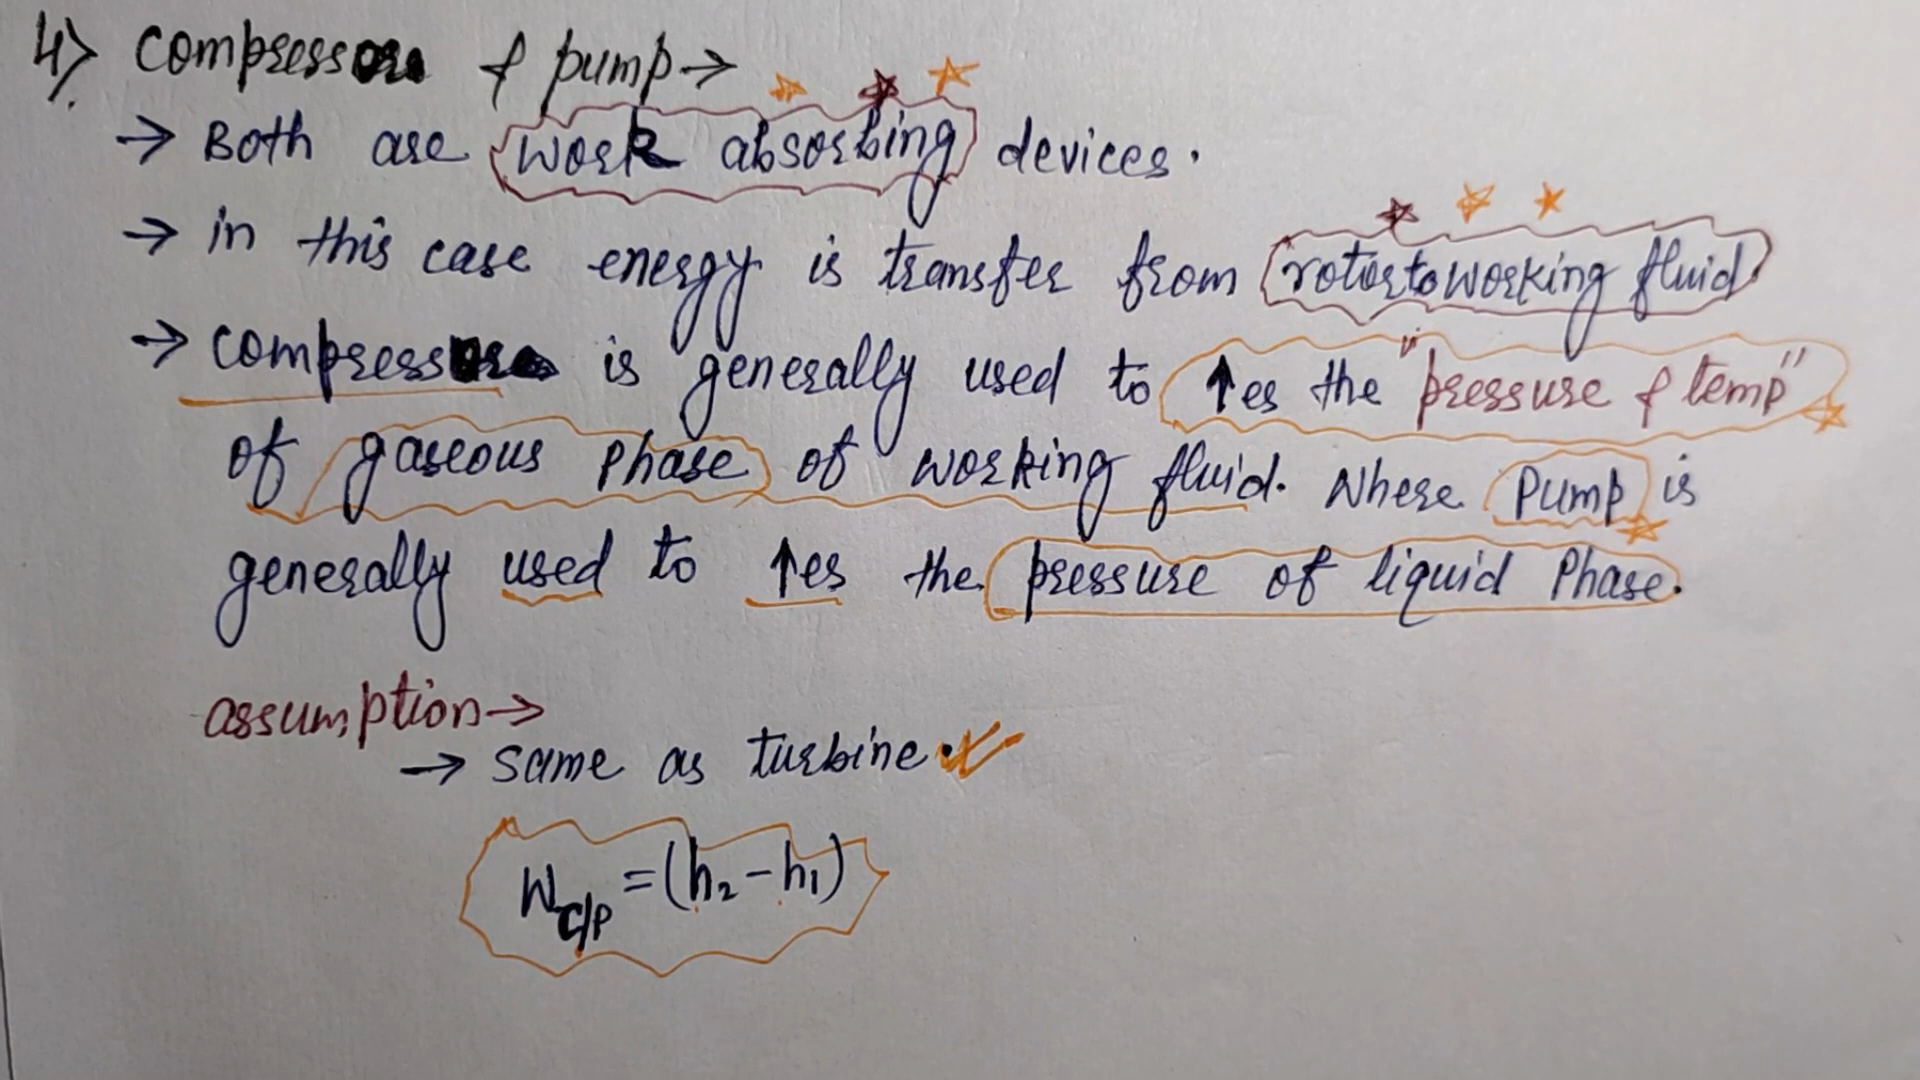 4) Compressor & pump →
→ Both are work absorbing devices.
→ in this case energy is transfer from rotor to working fluid
→ compressor is generally used to ↑es the "pressure & temp"
of gaseous phase of working fluid. Where Pump is
generally used to ↑es the pressure of liquid Phase.
assumption →
→ same as turbine.
W_C/P = (h₂ - h₁)